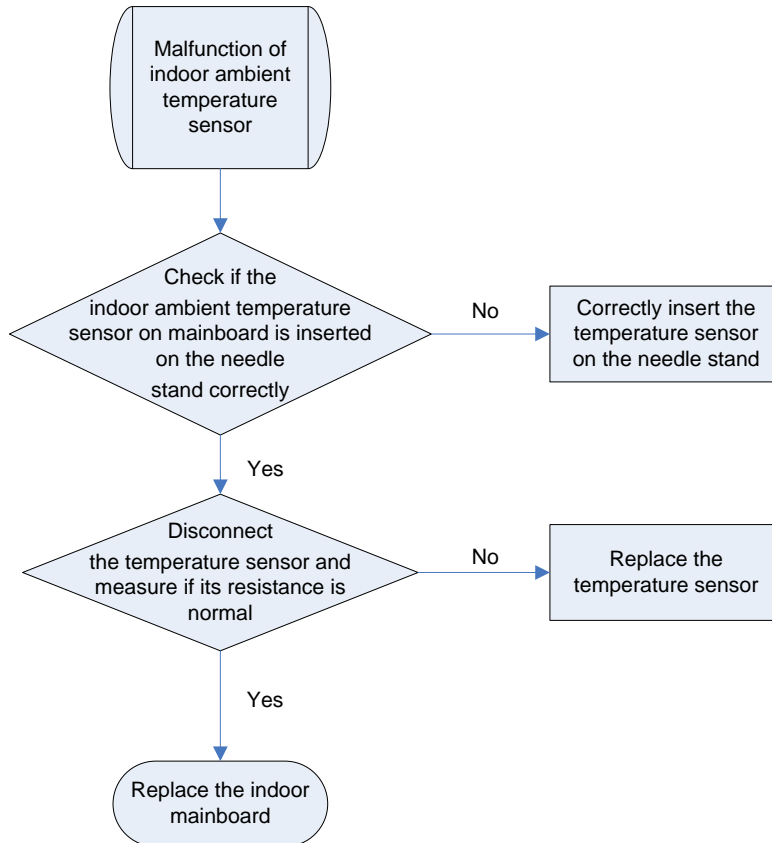 Malfunction of
indoor ambient
temperature
sensor
Check if the
indoor ambient temperature
sensor on mainboard is inserted
on the needle
stand correctly
No
Correctly insert the
temperature sensor
on the needle stand
Yes
Disconnect
the temperature sensor and
measure if its resistance is
normal
No
Replace the
temperature sensor
Yes
Replace the indoor
mainboard